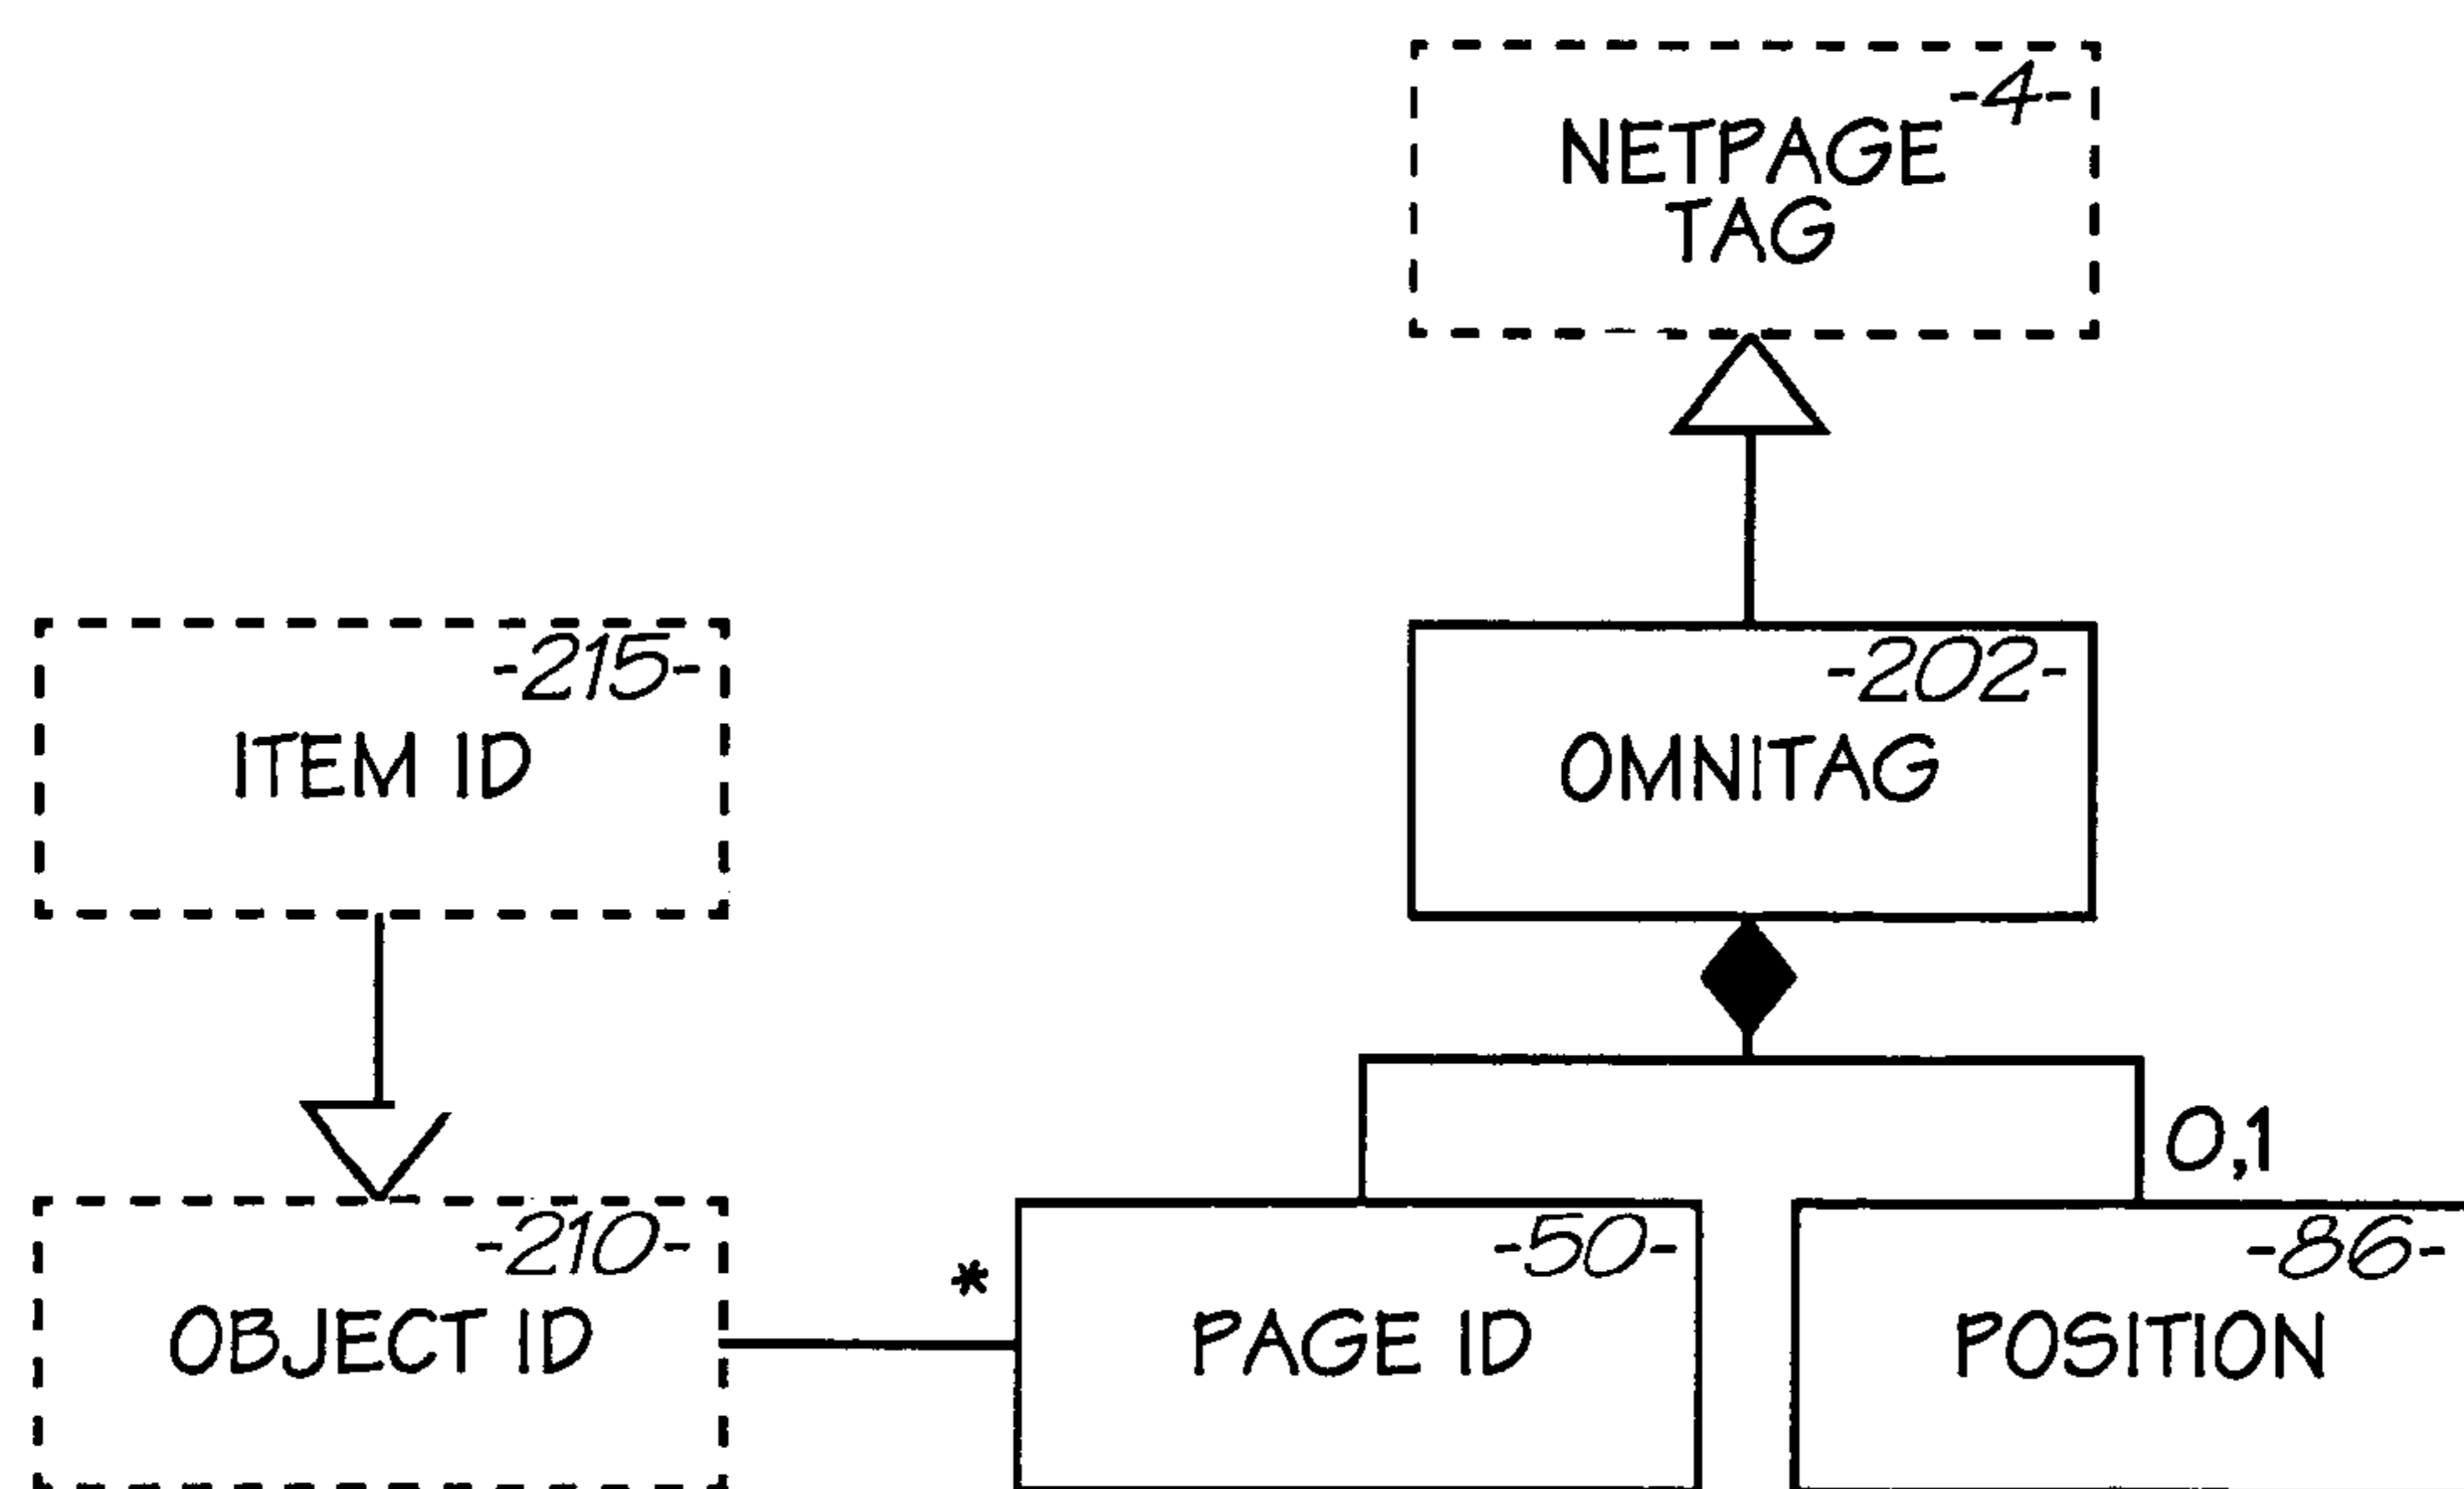 -4-
NETPAGE
TAG
-215-
ITEM ID
-202-
OMNITAG
0,1
-210-
OBJECT ID
*
-50-
PAGE ID
-86-
POSITION